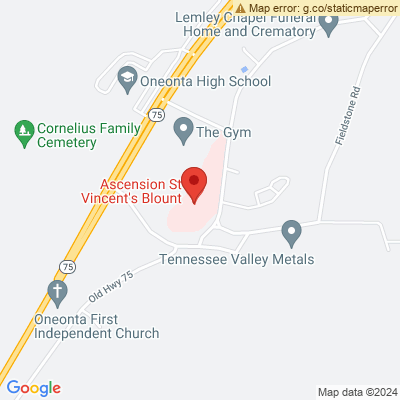 Map error: g.co/staticmaperror
Lemley Chapel Funeral
Home and Crematory
Oneonta High School
75
Fieldstone Rd
Cornelius Family
Cemetery
The Gym
Ascension St
Vincent's Blount
Tennessee Valley Metals
75
Old Hwy 75
Oneonta First
Independent Church
Google
Map data ©2024